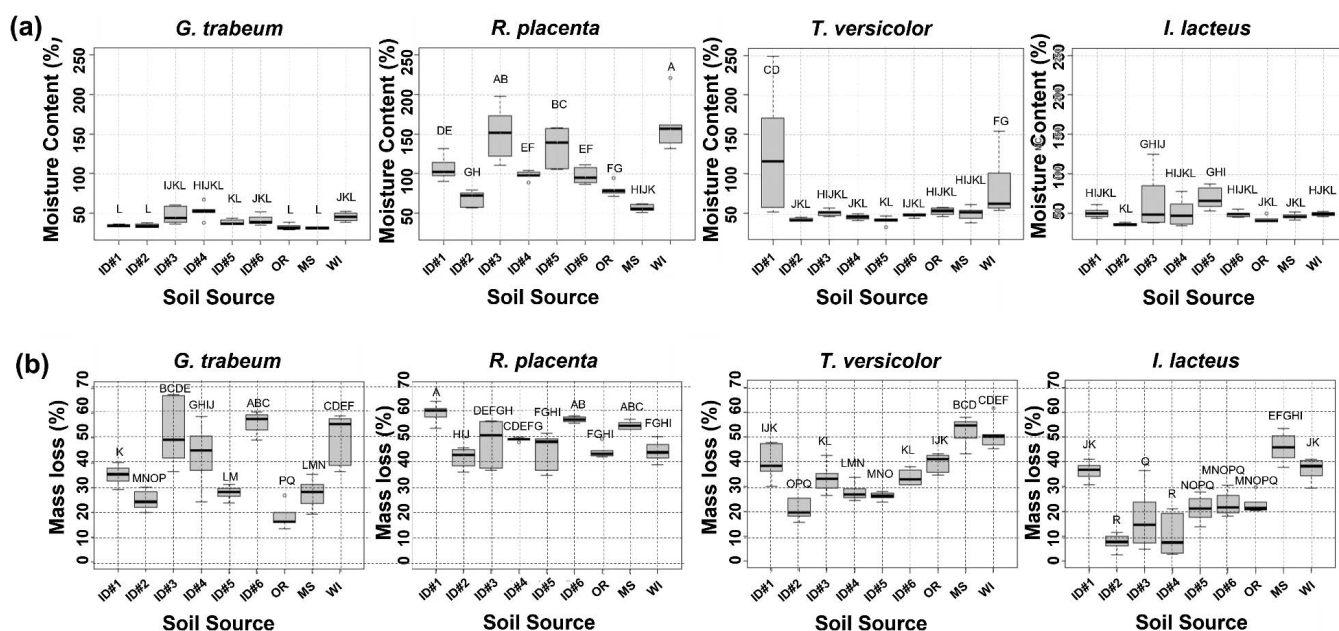 (a)
G. trabeum
R. placenta
T. versicolor
I. lacteus
Moisture Content (%)
250
200
150
100
50
L L IJKL HIJKL KL JKL L L JKL
ID#1 ID#2 ID#3 ID#4 ID#5 ID#6 OR MS WI
Soil Source
Moisture Content (%)
250
200
150
100
50
DE GH AB EF BC EF FG HIJK A
ID#1 ID#2 ID#3 ID#4 ID#5 ID#6 OR MS WI
Soil Source
Moisture Content (%)
250
200
150
100
50
CD JKL HIJKL JKL KL IJKL HIJKL HIJKL FG
ID#1 ID#2 ID#3 ID#4 ID#5 ID#6 OR MS WI
Soil Source
Moisture Content (%)
250
200
150
100
50
HIJKL KL GHIJ HIJKL GHI HIJKL JKL JKL HIJKL
ID#1 ID#2 ID#3 ID#4 ID#5 ID#6 OR MS WI
Soil Source
(b)
G. trabeum
R. placenta
T. versicolor
I. lacteus
Mass loss (%)
70
60
50
40
30
20
10
0
K MNOP BCDE GHIJ LM ABC PQ LMN CDEF
ID#1 ID#2 ID#3 ID#4 ID#5 ID#6 OR MS WI
Soil Source
Mass loss (%)
70
60
50
40
30
20
10
0
A HIJ DEFGH CDEFG FGHI AB FGHI ABC FGHI
ID#1 ID#2 ID#3 ID#4 ID#5 ID#6 OR MS WI
Soil Source
Mass loss (%)
70
60
50
40
30
20
10
0
IJK OPQ KL LMN MNO KL IJK BCD CDEF
ID#1 ID#2 ID#3 ID#4 ID#5 ID#6 OR MS WI
Soil Source
Mass loss (%)
70
60
50
40
30
20
10
0
JK R Q R NOPQ MNOPQ MNOPQ EFGHI JK
ID#1 ID#2 ID#3 ID#4 ID#5 ID#6 OR MS WI
Soil Source